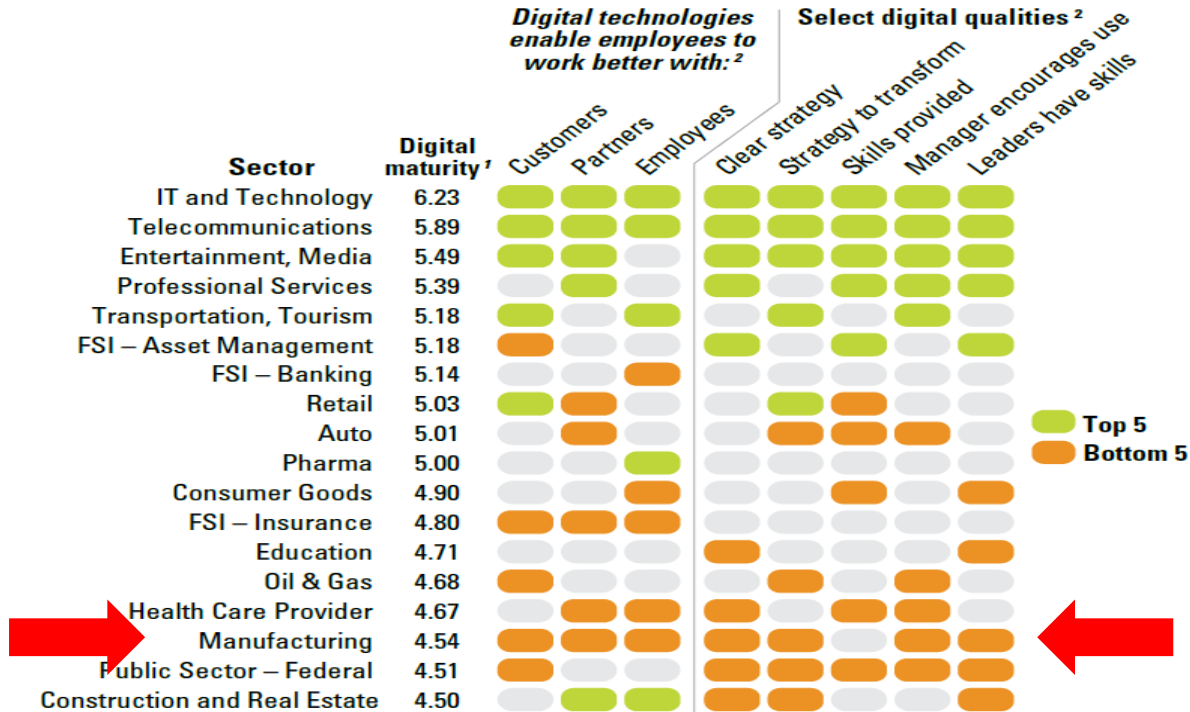 Digital technologies
enable employees to
work better with: 2
Select digital qualities 2
Sector
Digital
maturity 1
Customers
Partners
Employees
Clear strategy
Strategy to transform
Skills provided
Manager encourages use
Leaders have skills
IT and Technology 6.23
Telecommunications 5.89
Entertainment, Media 5.49
Professional Services 5.39
Transportation, Tourism 5.18
FSI – Asset Management 5.18
FSI – Banking 5.14
Retail 5.03
Auto 5.01
Pharma 5.00
Consumer Goods 4.90
FSI – Insurance 4.80
Education 4.71
Oil & Gas 4.68
Health Care Provider 4.67
Manufacturing 4.54
Public Sector – Federal 4.51
Construction and Real Estate 4.50
Top 5
Bottom 5